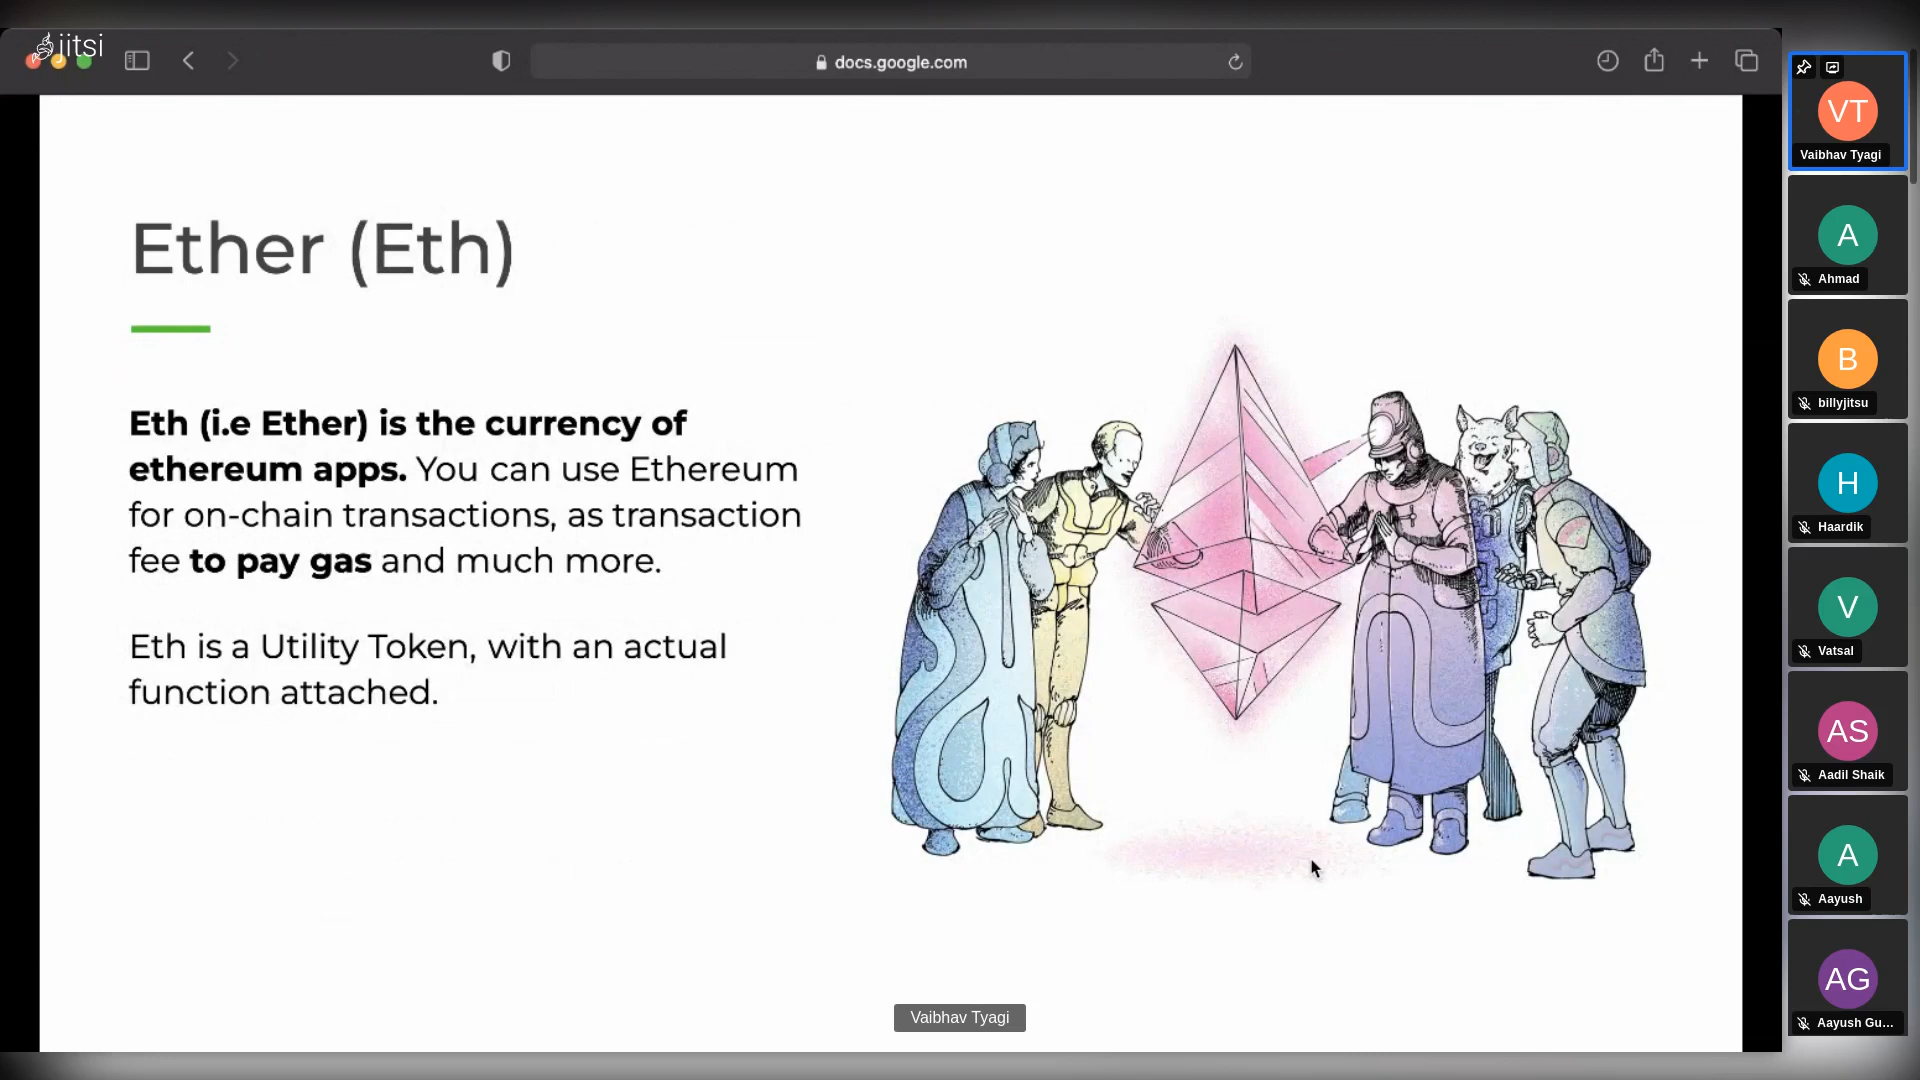 jitsi
docs.google.com
Ether (Eth)
Eth (i.e Ether) is the currency of
ethereum apps. You can use Ethereum
for on-chain transactions, as transaction
fee to pay gas and much more.
Eth is a Utility Token, with an actual
function attached.
Vaibhav Tyagi
VT
Vaibhav Tyagi
A
Ahmad
B
billyjitsu
H
Haardik
V
Vatsal
AS
Aadil Shaik
A
Aayush
AG
Aayush Gu...